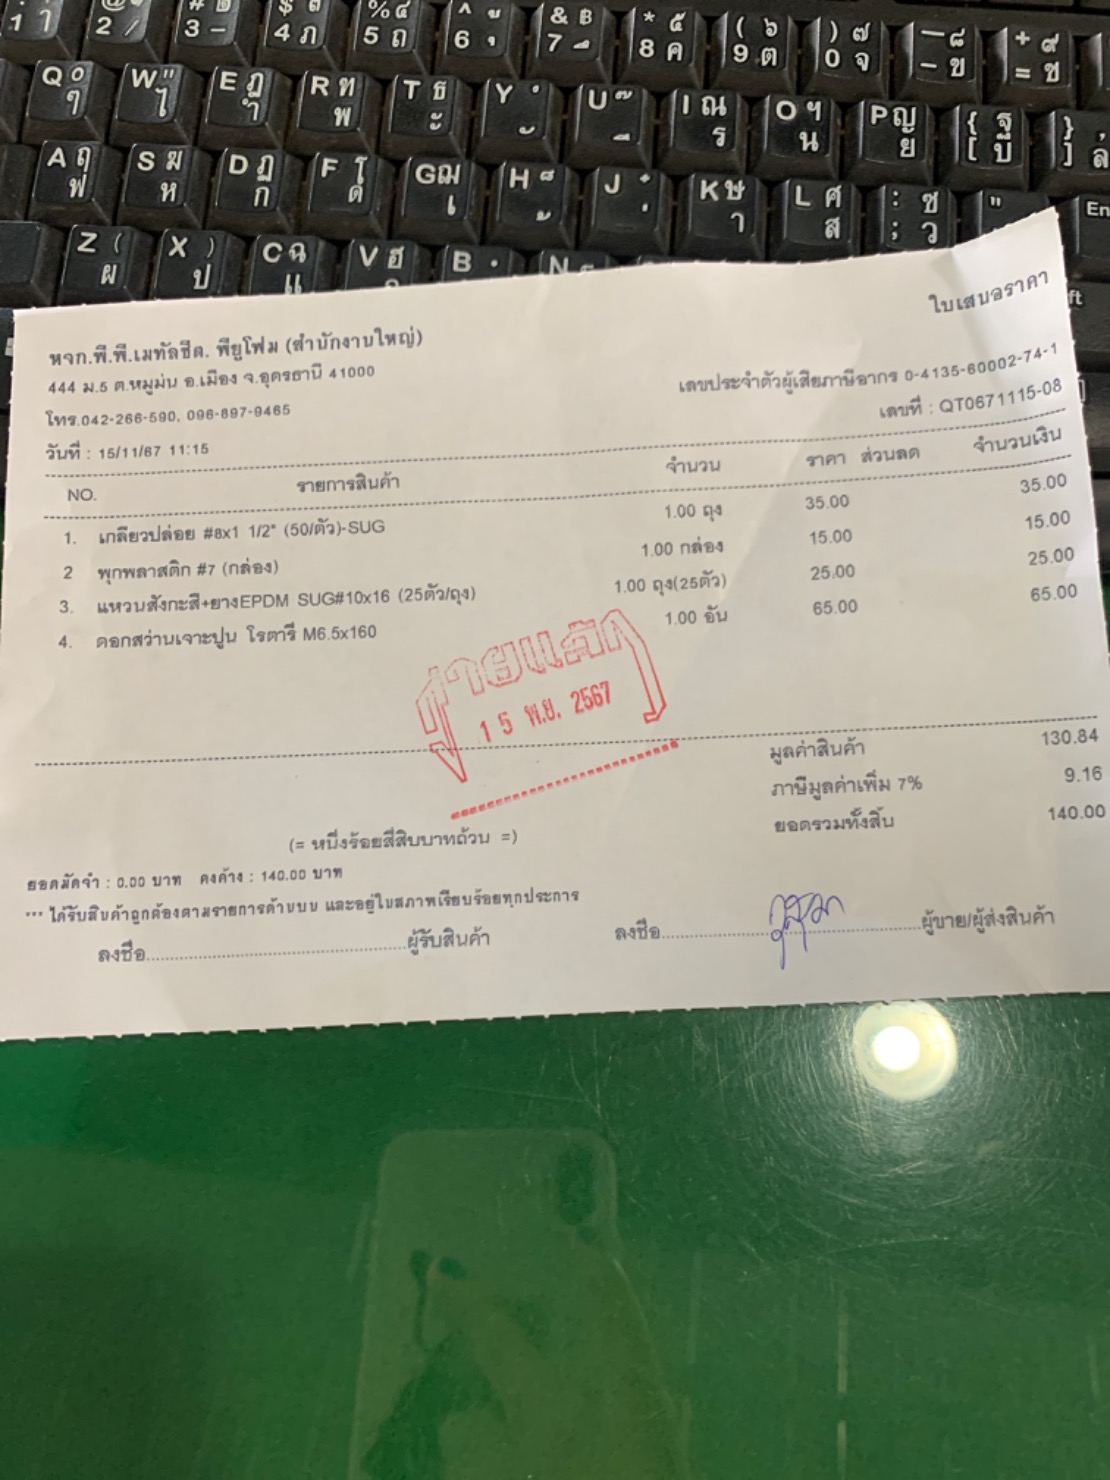 หจก.พี.พี.เมทัลชีด. พียูโฟม (สำนักงานใหญ่)
ใบเสนอราคา
444 ม.5 ต.หมูม่น อ.เมือง จ.อุดรธานี 41000
เลขประจำตัวผู้เสียภาษีอากร 0-4135-60002-74-1
โทร.042-266-590, 096-897-9465
เลขที่ : QT0671115-08
วันที่ : 15/11/67 11:15
NO. รายการสินค้า จำนวน ราคา ส่วนลด จำนวนเงิน
1. เกลียวปล่อย #8x1 1/2" (50/ตัว)-SUG 1.00 ถุง 35.00 35.00
2 พุกพลาสติก #7 (กล่อง) 1.00 กล่อง 15.00 15.00
3. แหวนสังกะสี+ยางEPDM SUG#10x16 (25ตัว/ถุง) 1.00 ถุง(25ตัว) 25.00 25.00
4. ดอกสว่านเจาะปูน โรตารี่ M6.5x160 1.00 อัน 65.00 65.00
จ่ายแล้ว
15 พ.ย. 2567
มูลค่าสินค้า 130.84
ภาษีมูลค่าเพิ่ม 7% 9.16
(= หนึ่งร้อยสี่สิบบาทถ้วน =) ยอดรวมทั้งสิ้น 140.00
ยอดมัดจำ : 0.00 บาท คงค้าง : 140.00 บาท
*** ได้รับสินค้าถูกต้องตามรายการด้านบน และอยู่ในสภาพเรียบร้อยทุกประการ
ลงชื่อ....................ผู้รับสินค้า ลงชื่อ....................ผู้ขาย/ผู้ส่งสินค้า